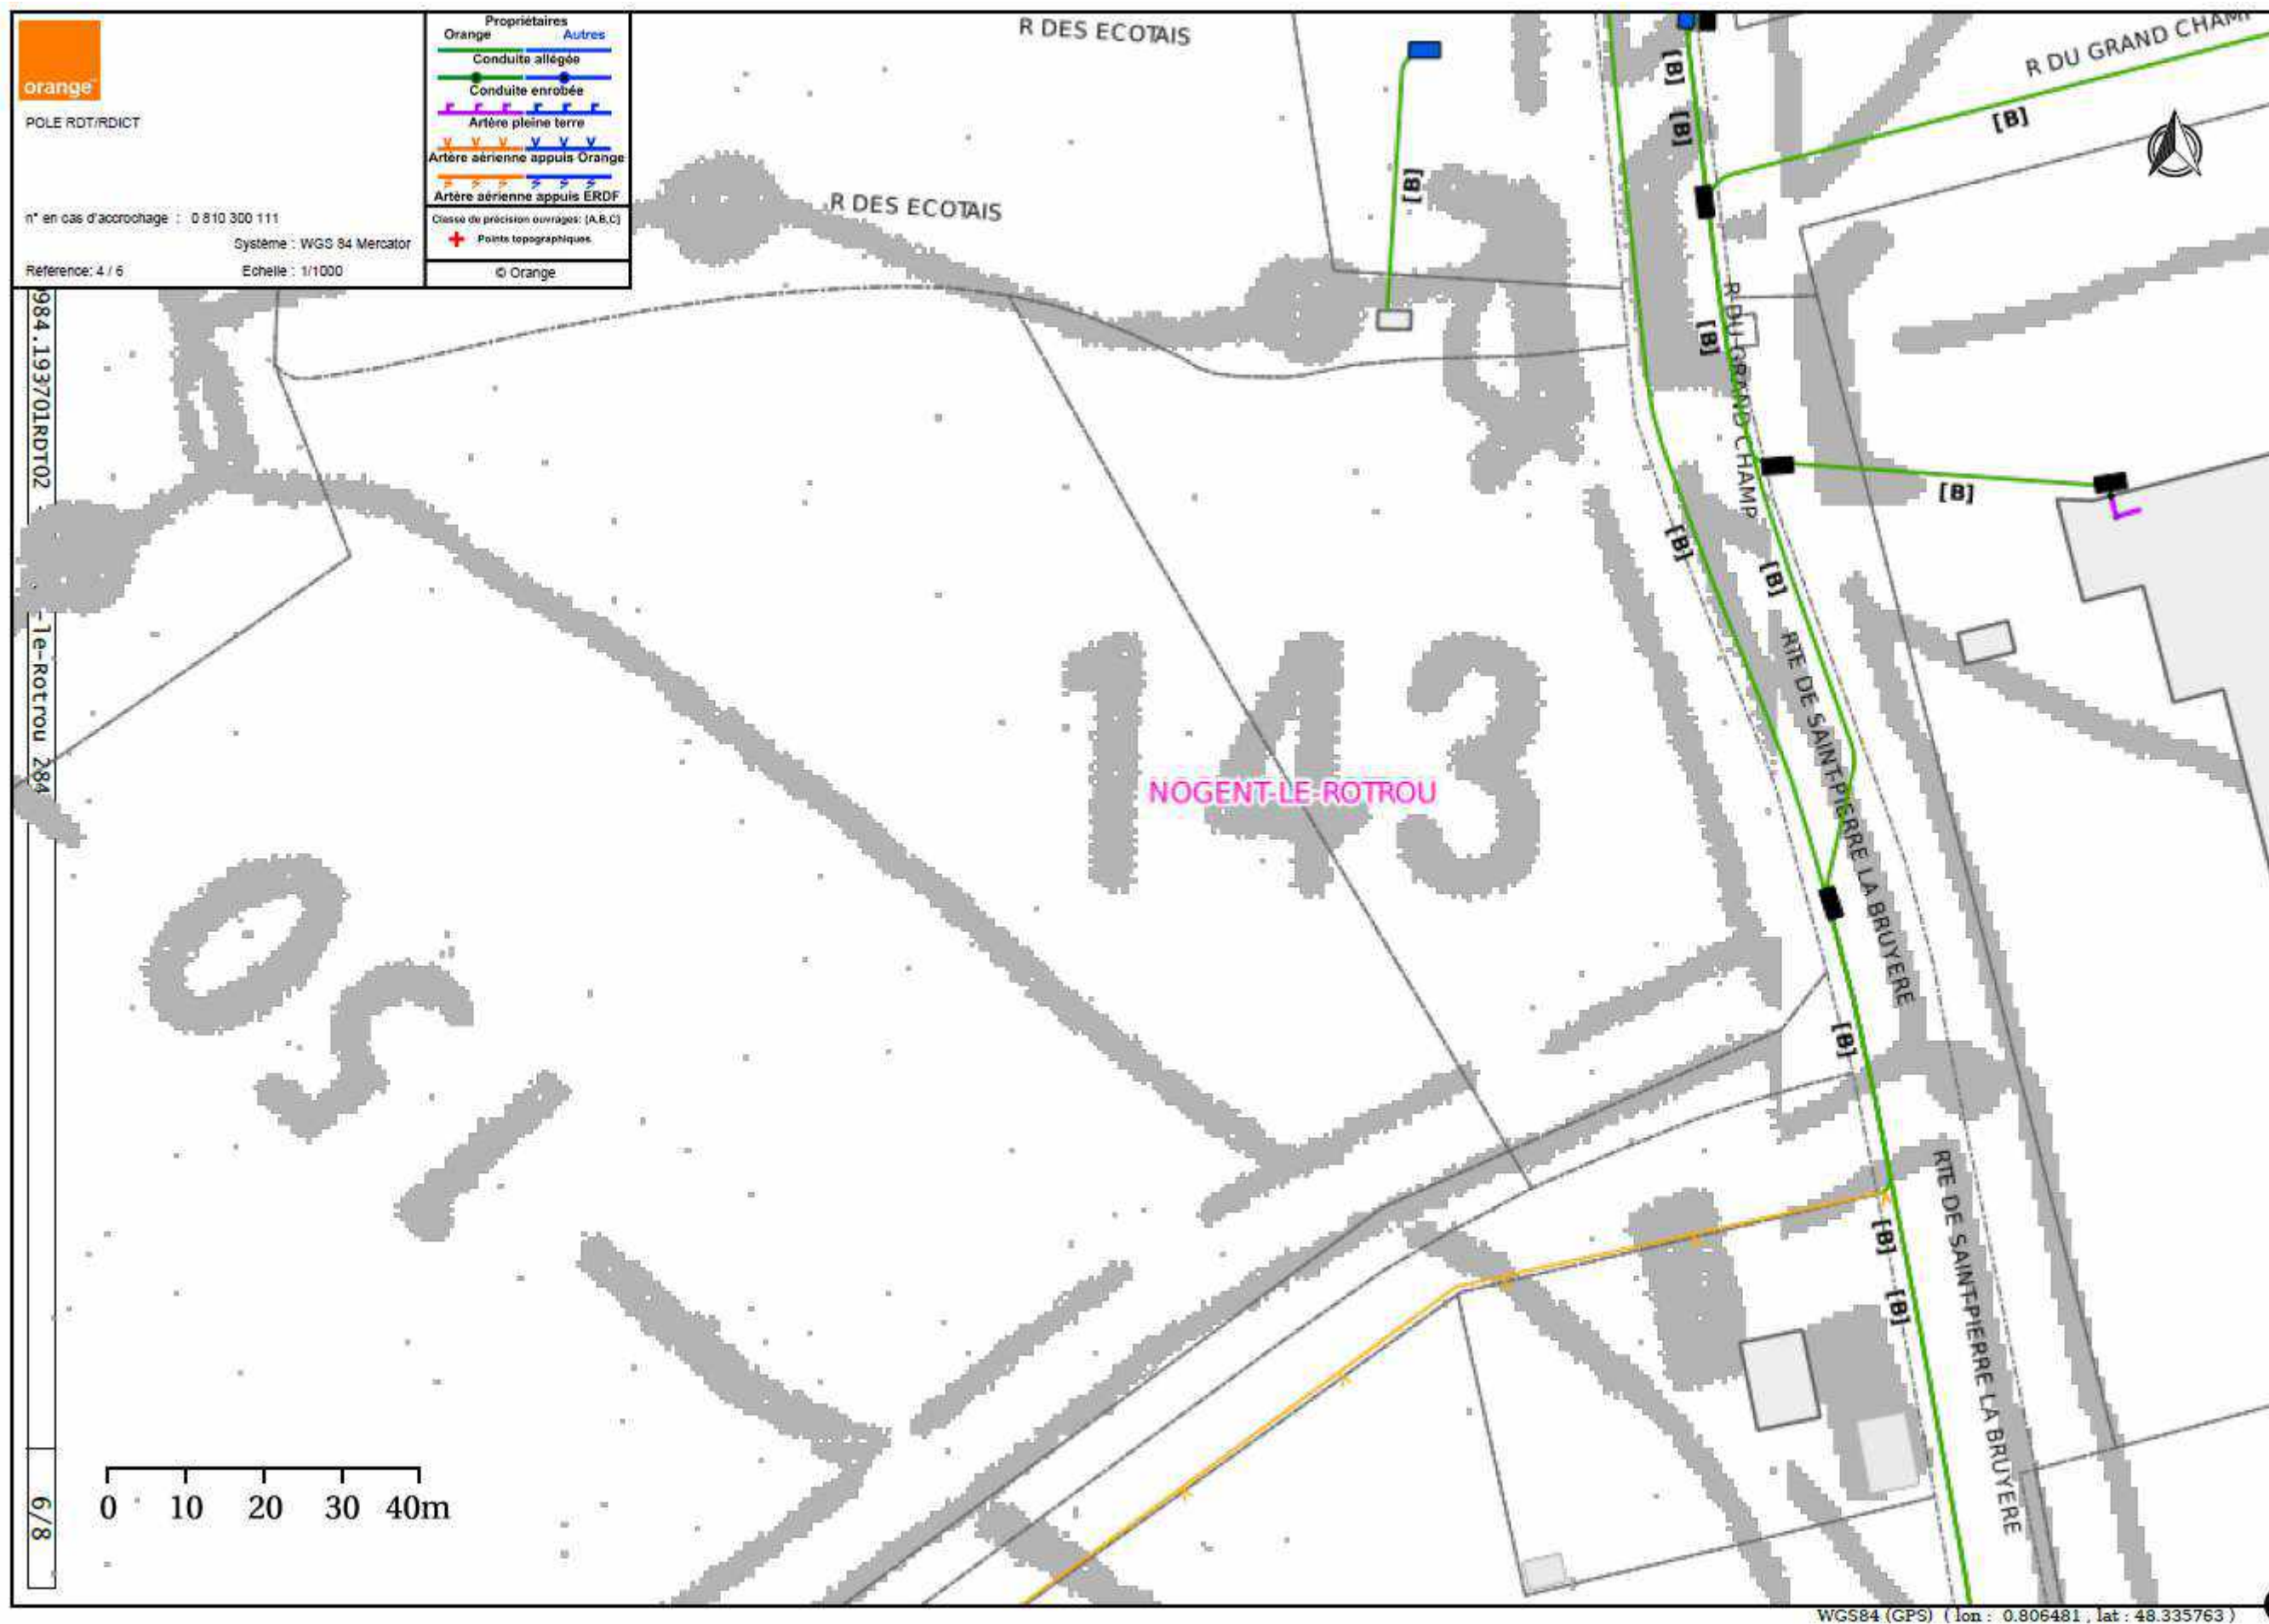 orange
POLE RDT/RDICT
n° en cas d'accrochage : 0 810 300 111
Système : WGS 84 Mercator
Réference: 4 / 6
Echelle : 1/1000
Propriétaires
Orange
Autres
Conduite allégée
Conduite enrobée
Artère pleine terre
Artère aérienne appuis Orange
Artère aérienne appuis ERDF
Classe de précision ouvrages: (A,B,C)
Points topographiques
© Orange
R DES ECOTAIS
R DES ECOTAIS
R DU GRAND CHAMP
[B]
[B]
[B]
[B]
[B]
R DU GRAND CHAMP
[B]
[B]
[B]
RTE DE SAINT-PIERRE LA BRUYERE
143
NOGENT-LE-ROTROU
150
[B]
[B]
[B]
RTE DE SAINT-PIERRE LA BRUYERE
984.193701RDT02
-le-Rotrou 284
6/8
0 10 20 30 40m
WGS84 (GPS) ( lon : 0.806481 , lat : 48.335763 )